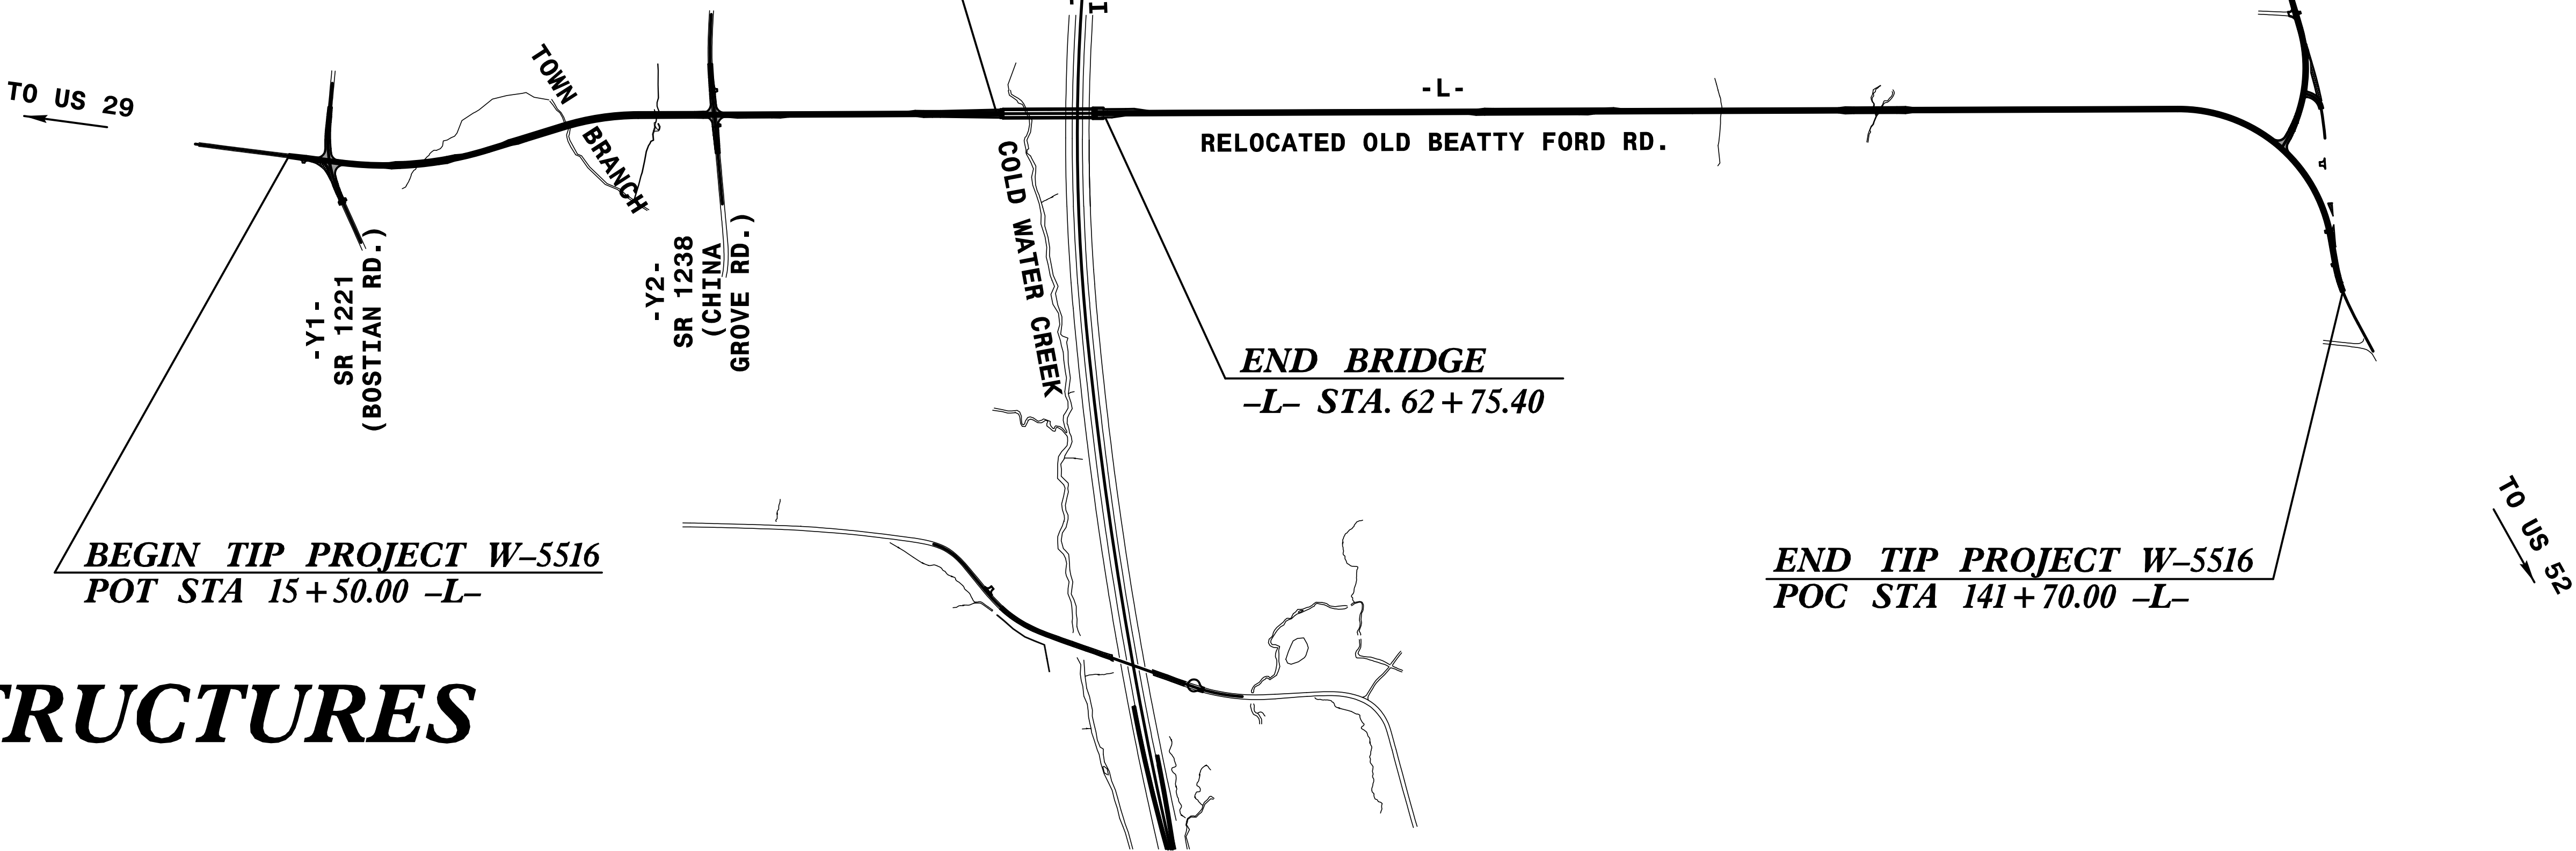 TO US 29
TOWN
BRANCH
-L-
RELOCATED OLD BEATTY FORD RD.
COLD WATER CREEK
-Y1-
SR 1221
(BOSTIAN RD.)
-Y2-
SR 1238
(CHINA
GROVE RD.)
END BRIDGE
–L– STA. 62+75.40
BEGIN TIP PROJECT W–5516
POT STA 15+50.00 –L–
END TIP PROJECT W–5516
POC STA 141+70.00 –L–
TO US 52
TRUCTURES